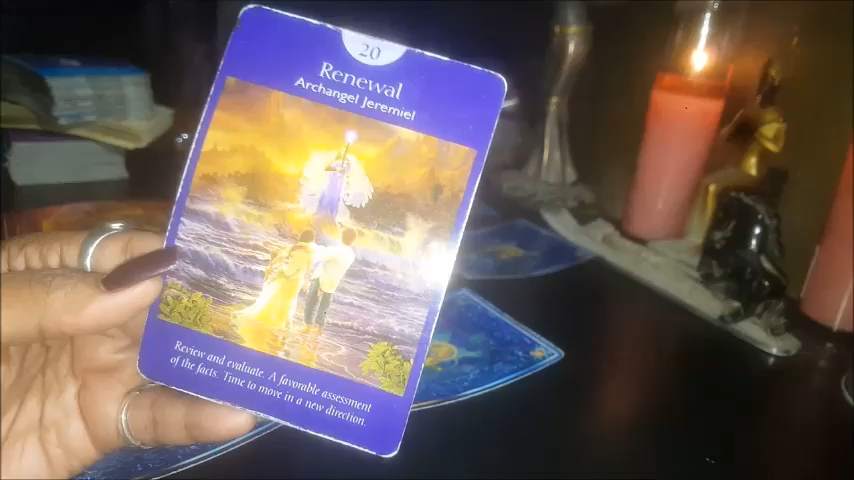 20
Renewal
Archangel Jeremiel
Review and evaluate. A favorable assessment
of the facts. Time to move in a new direction.